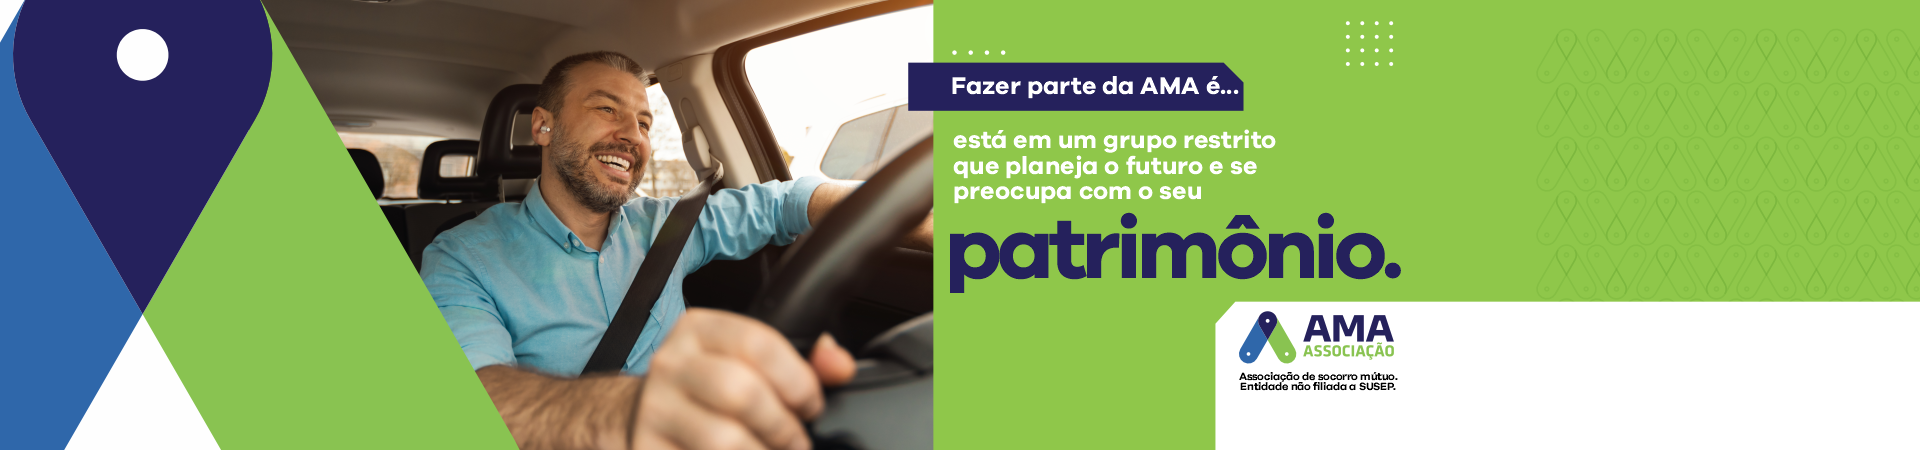 Fazer parte da AMA é...
está em um grupo restrito
que planeja o futuro e se
preocupa com o seu
patrimônio.
AMA
ASSOCIAÇÃO
Associação de socorro mútuo.
Entidade não filiada a SUSEP.